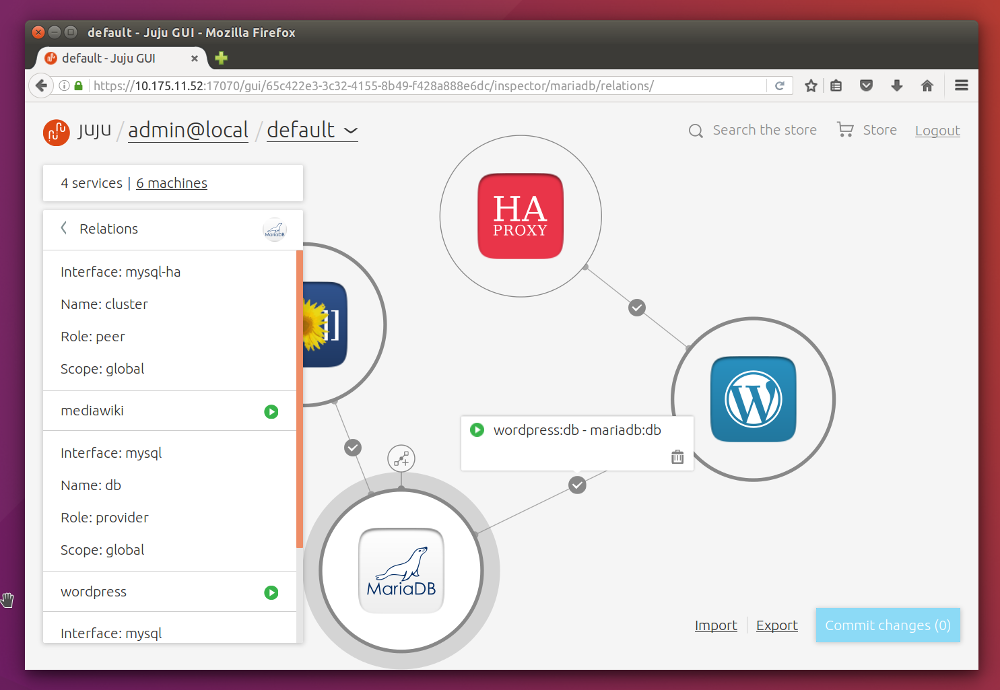 default - Juju GUI - Mozilla Firefox
default - Juju GUI
https://10.175.11.52:17070/gui/65c422e3-3c32-4155-8b49-f428a888e6dc/inspector/mariadb/relations/
JUJU / admin@local / default
Search the store
Store
Logout
4 services | 6 machines
Relations
MariaDB
Interface: mysql-ha
Name: cluster
Role: peer
Scope: global
mediawiki
Interface: mysql
Name: db
Role: provider
Scope: global
wordpress
Interface: mysql
HA
PROXY
]]
W
wordpress:db - mariadb:db
MariaDB
Import
Export
Commit changes (0)